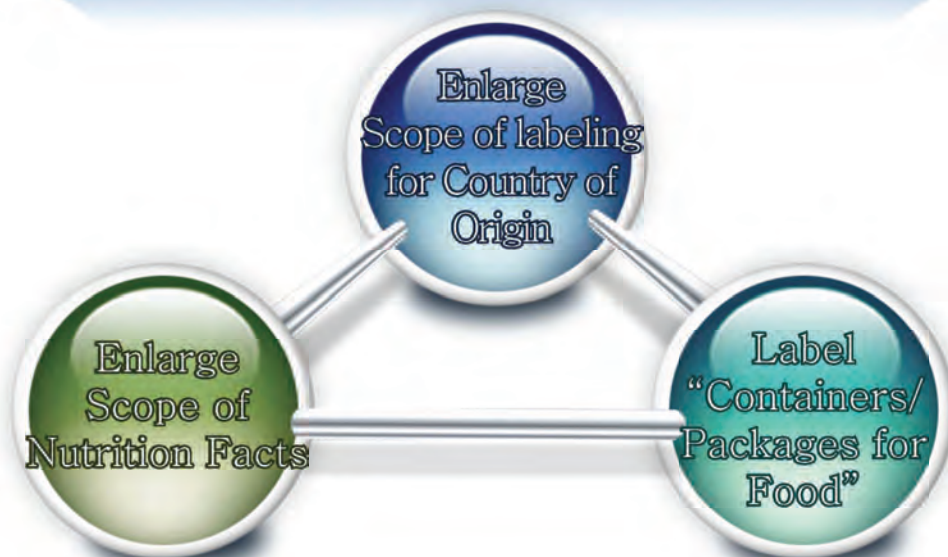 Enlarge
Scope of labeling
for Country of
Origin
Enlarge
Scope of
Nutrition Facts
Label
“Containers/
Packages for
Food”